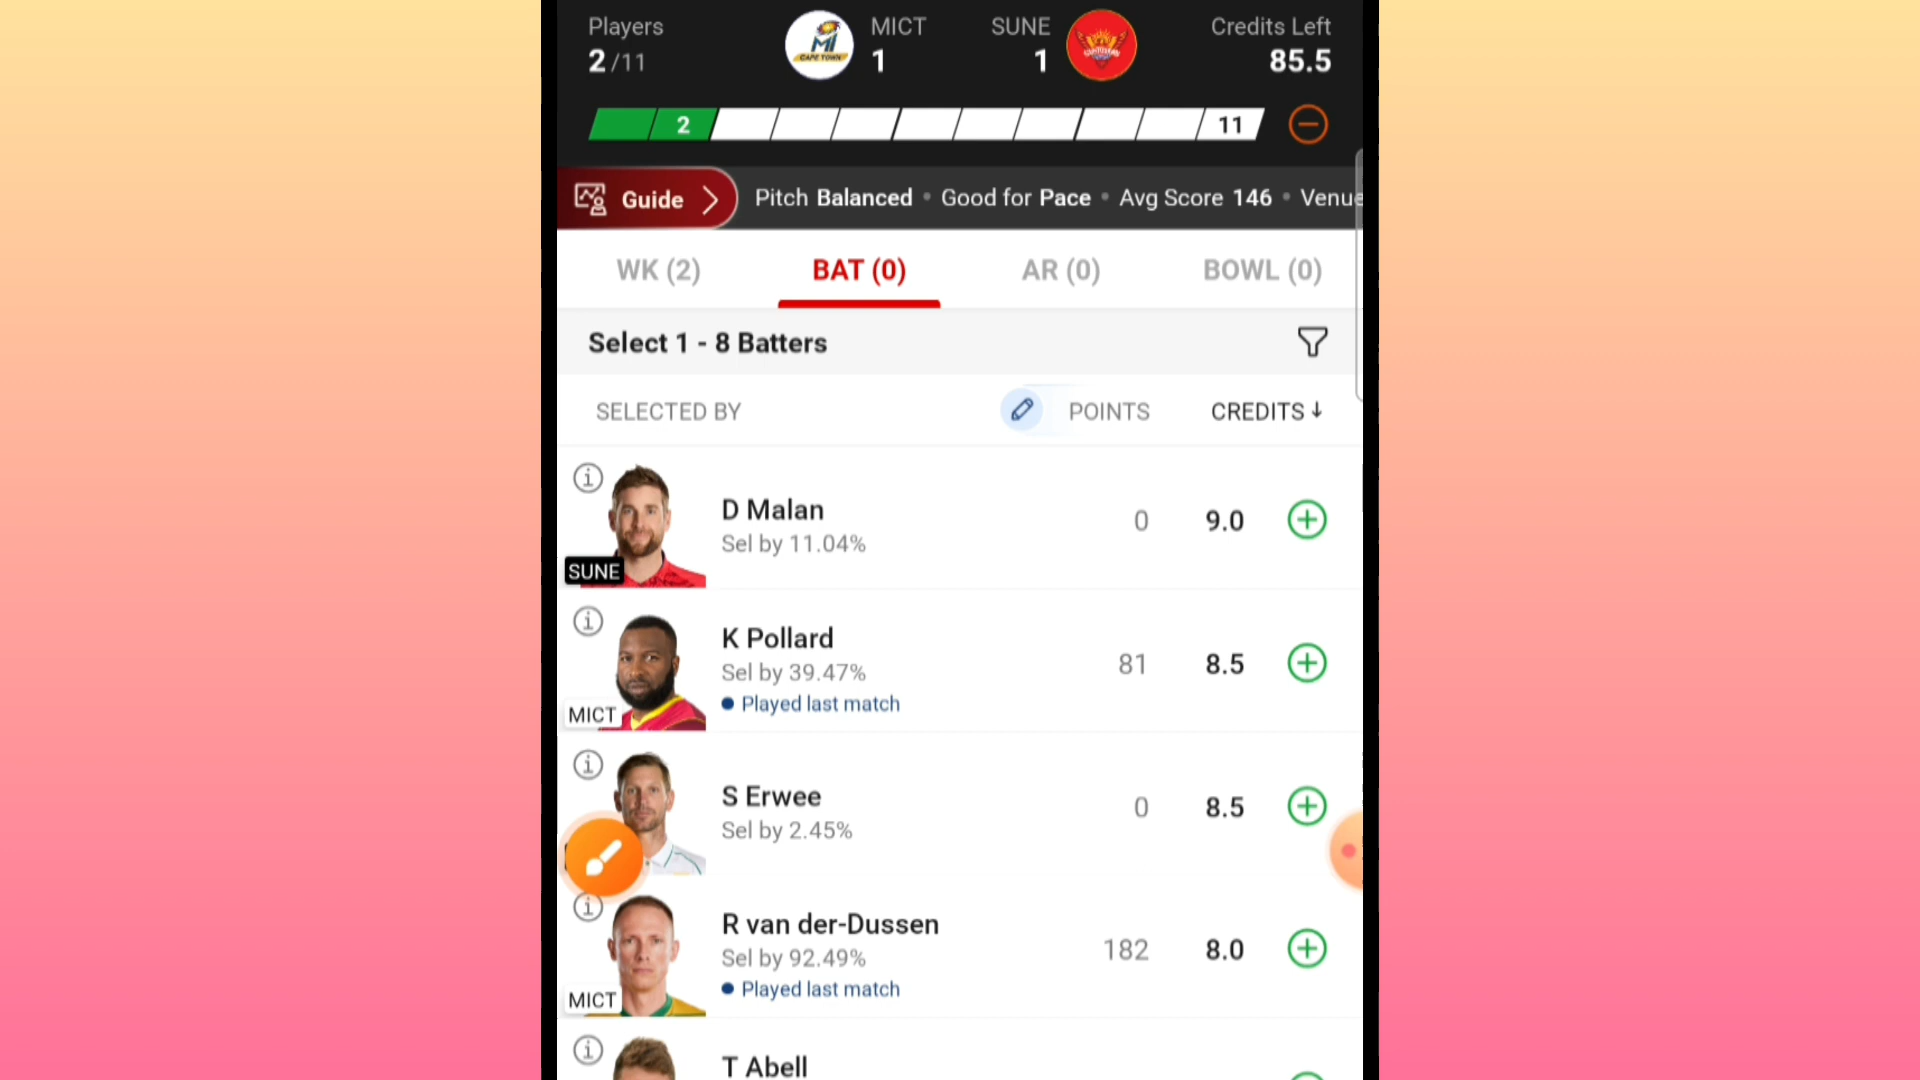 Players
2 /11
MICT
1
SUNE
1
Credits Left
85.5
MI
CAPE TOWN
2
11
Guide
Pitch Balanced • Good for Pace • Avg Score 146 • Venue
WK (2)
BAT (0)
AR (0)
BOWL (0)
Select 1 - 8 Batters
SELECTED BY
POINTS
CREDITS ↓
D Malan
Sel by 11.04%
0
9.0
SUNE
K Pollard
Sel by 39.47%
Played last match
81
8.5
MICT
S Erwee
Sel by 2.45%
0
8.5
R van der-Dussen
Sel by 92.49%
Played last match
182
8.0
MICT
T Abell